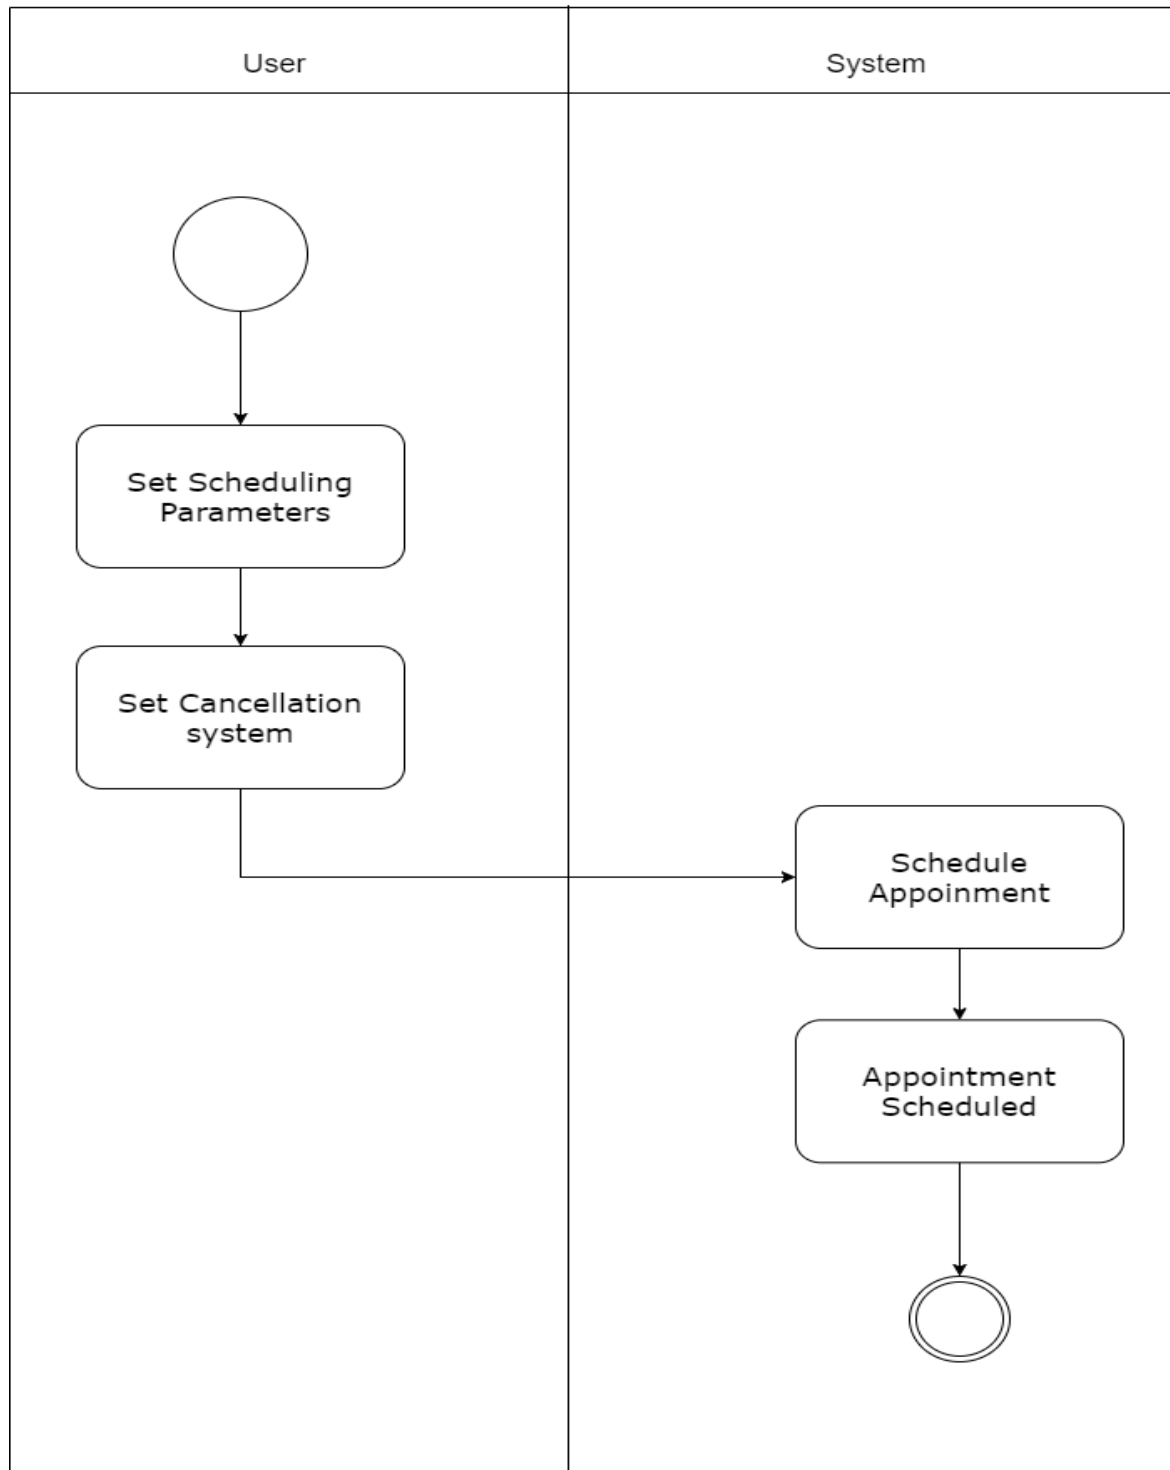 User
System
Set Scheduling
Parameters
Set Cancellation
system
Schedule
Appoinment
Appointment
Scheduled